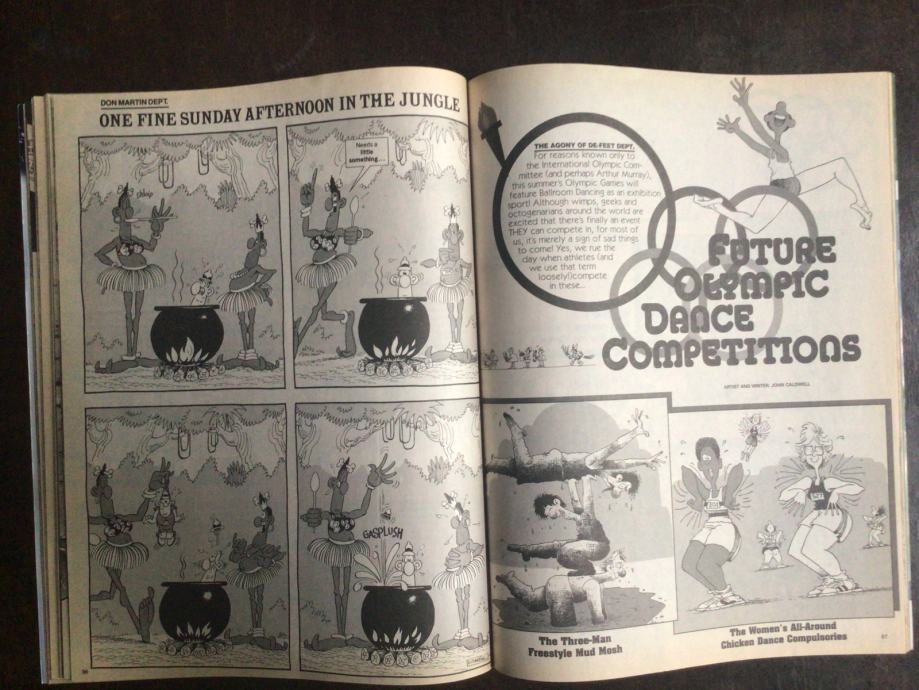 DON MARTIN DEPT.
ONE FINE SUNDAY AFTERNOON IN THE JUNGLE
Needs a
little
something...
GASPLUSH
THE AGONY OF DE-FEET DEPT.
For reasons known only to
the International Olympic Com-
mittee (and perhaps Arthur Murray),
this summer's Olympic Games will
feature Ballroom Dancing as an exhibition
sport! Although wimps, geeks and
octogenarians around the world are
excited that there's finally an event
THEY can compete in, for most of
us, it's merely a sign of sad things
to come! Yes, we rue the
day when athletes (and
we use that term
loosely!) compete
in these...
FUTURE
OLYMPIC
DANCE
COMPETITIONS
ARTIST AND WRITER: JOHN CALDWELL
The Three-Man
Freestyle Mud Mosh
The Women's All-Around
Chicken Dance Compulsories